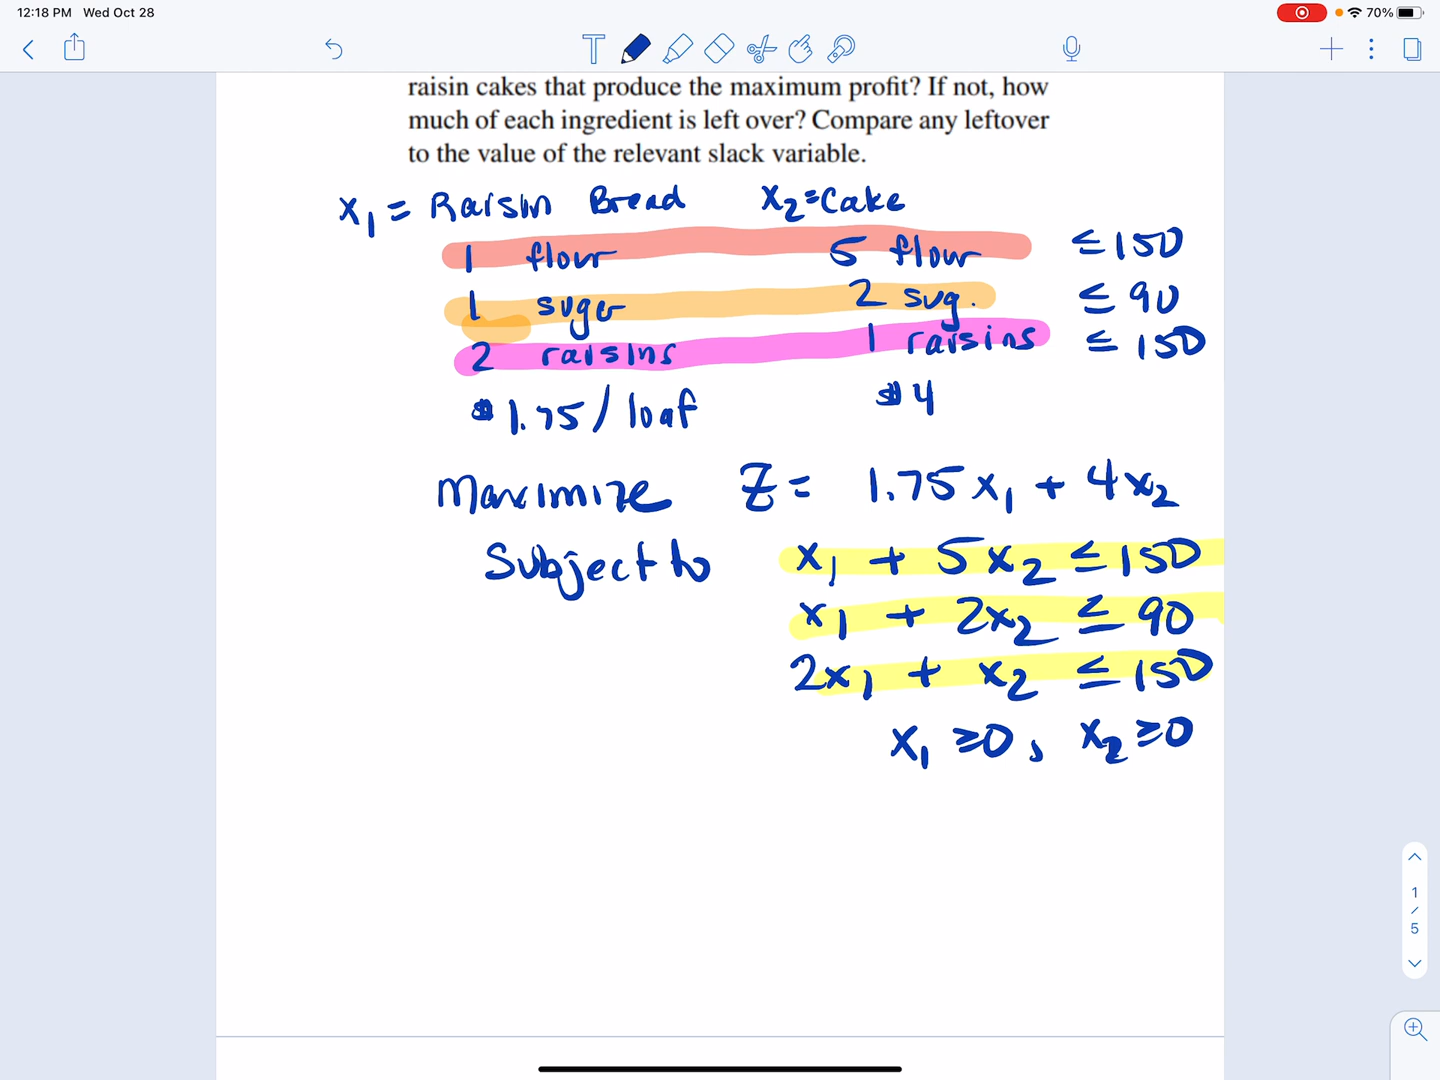 12:18 PM Wed Oct 28
70%
raisin cakes that produce the maximum profit? If not, how
much of each ingredient is left over? Compare any leftover
to the value of the relevant slack variable.
x₁ = Raisin Bread x₂=Cake
1 flour 5 flour ≤150
1 sugar 2 sug. ≤ 90
2 raisins 1 raisins ≤ 150
$1.75/loaf $4
Maximize Z = 1.75x₁ + 4x₂
Subject to x₁ + 5x₂ ≤ 150
x₁ + 2x₂ ≤ 90
2x₁ + x₂ ≤ 150
x₁ ≥0, x₂ ≥0
1
/
5